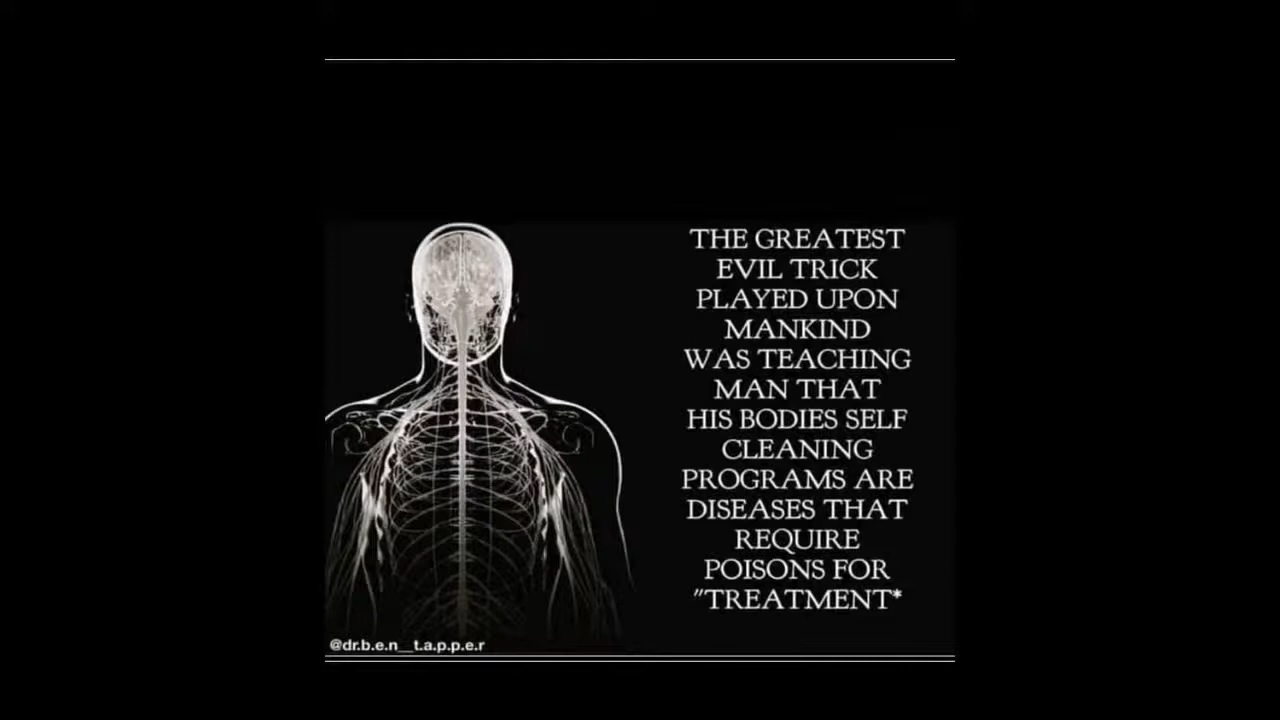 THE GREATEST
EVIL TRICK
PLAYED UPON
MANKIND
WAS TEACHING
MAN THAT
HIS BODIES SELF
CLEANING
PROGRAMS ARE
DISEASES THAT
REQUIRE
POISONS FOR
"TREATMENT*
@dr.b.e.n__t.a.p.p.e.r